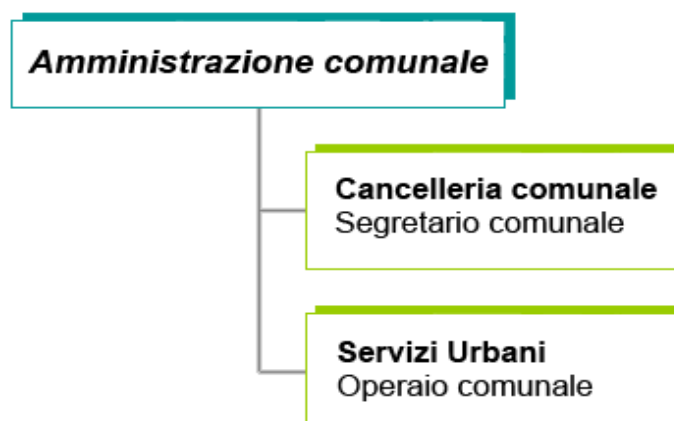 Amministrazione comunale
Cancelleria comunale
Segretario comunale
Servizi Urbani
Operaio comunale